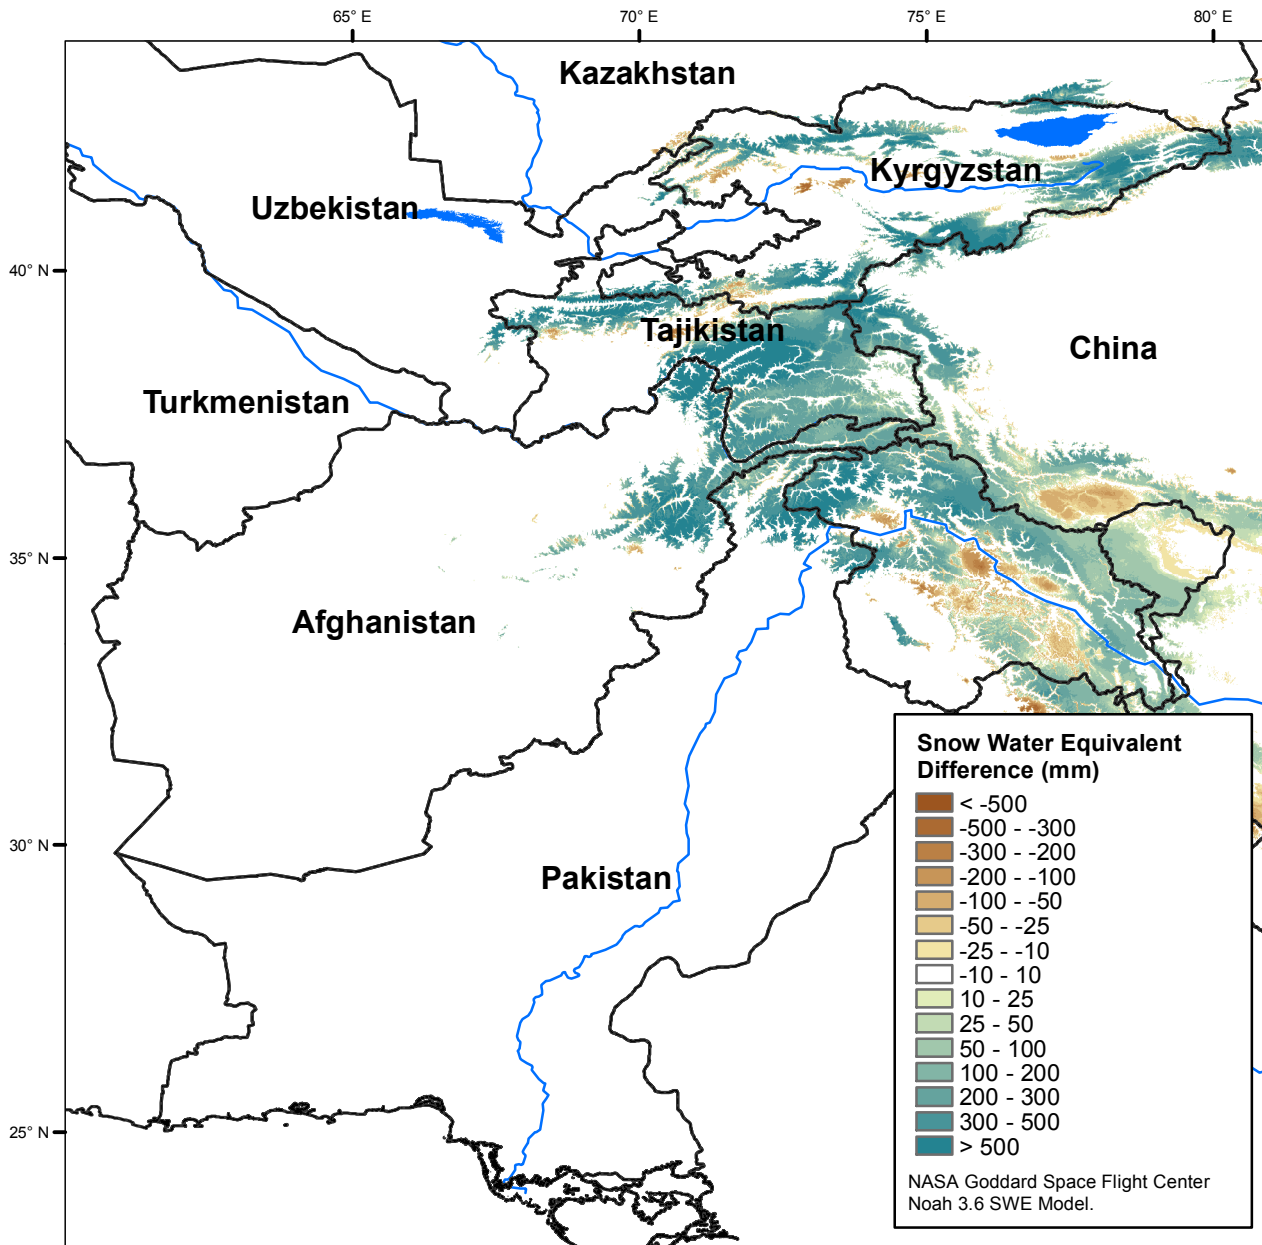 65° E
70° E
75° E
80° E
Kazakhstan
Kyrgyzstan
Uzbekistan
40° N
Tajikistan
China
Turkmenistan
35° N
Afghanistan
30° N
Pakistan
25° N
Snow Water Equivalent
Difference (mm)
< -500
-500 - -300
-300 - -200
-200 - -100
-100 - -50
-50 - -25
-25 - -10
-10 - 10
10 - 25
25 - 50
50 - 100
100 - 200
200 - 300
300 - 500
> 500
NASA Goddard Space Flight Center
Noah 3.6 SWE Model.